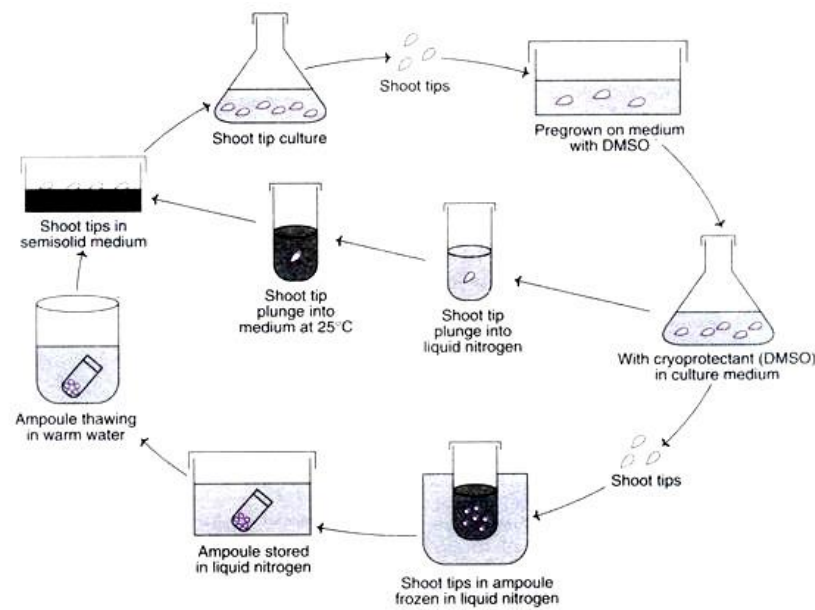 Shoot tip culture
Shoot tips
Pregrown on medium
with DMSO
With cryoprotectant (DMSO)
in culture medium
Shoot tip
plunge into
liquid nitrogen
Shoot tip
plunge into
medium at 25°C
Shoot tips in
semisolid medium
Shoot tips
Shoot tips in ampoule
frozen in liquid nitrogen
Ampoule stored
in liquid nitrogen
Ampoule thawing
in warm water